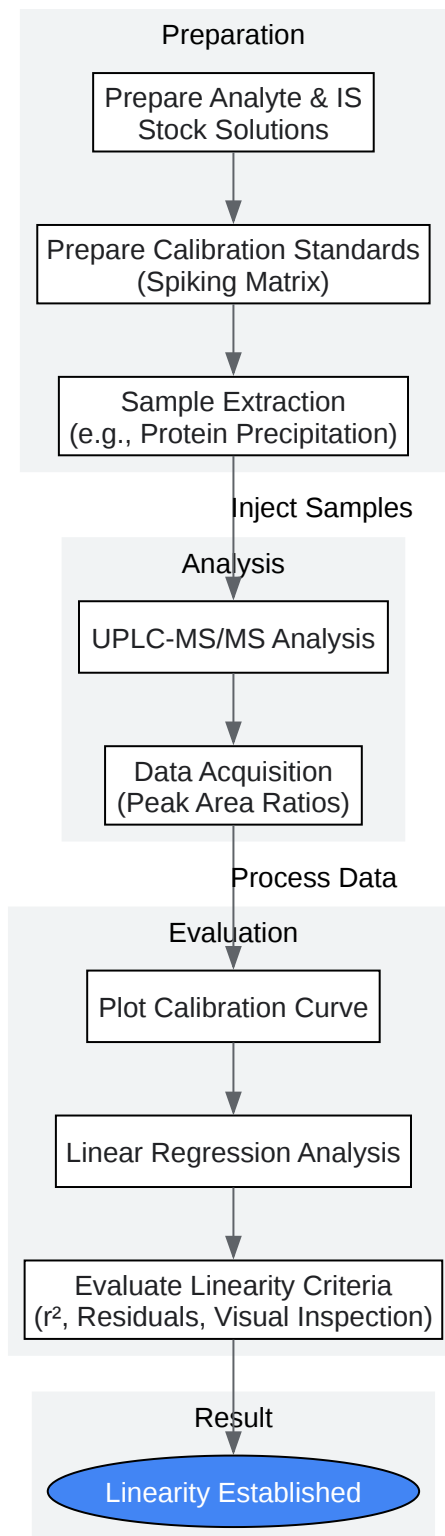 Preparation
Prepare Analyte & IS
Stock Solutions
Prepare Calibration Standards
(Spiking Matrix)
Sample Extraction
(e.g., Protein Precipitation)
Inject Samples
Analysis
UPLC-MS/MS Analysis
Data Acquisition
(Peak Area Ratios)
Process Data
Evaluation
Plot Calibration Curve
Linear Regression Analysis
Evaluate Linearity Criteria
(r², Residuals, Visual Inspection)
Result
Linearity Established